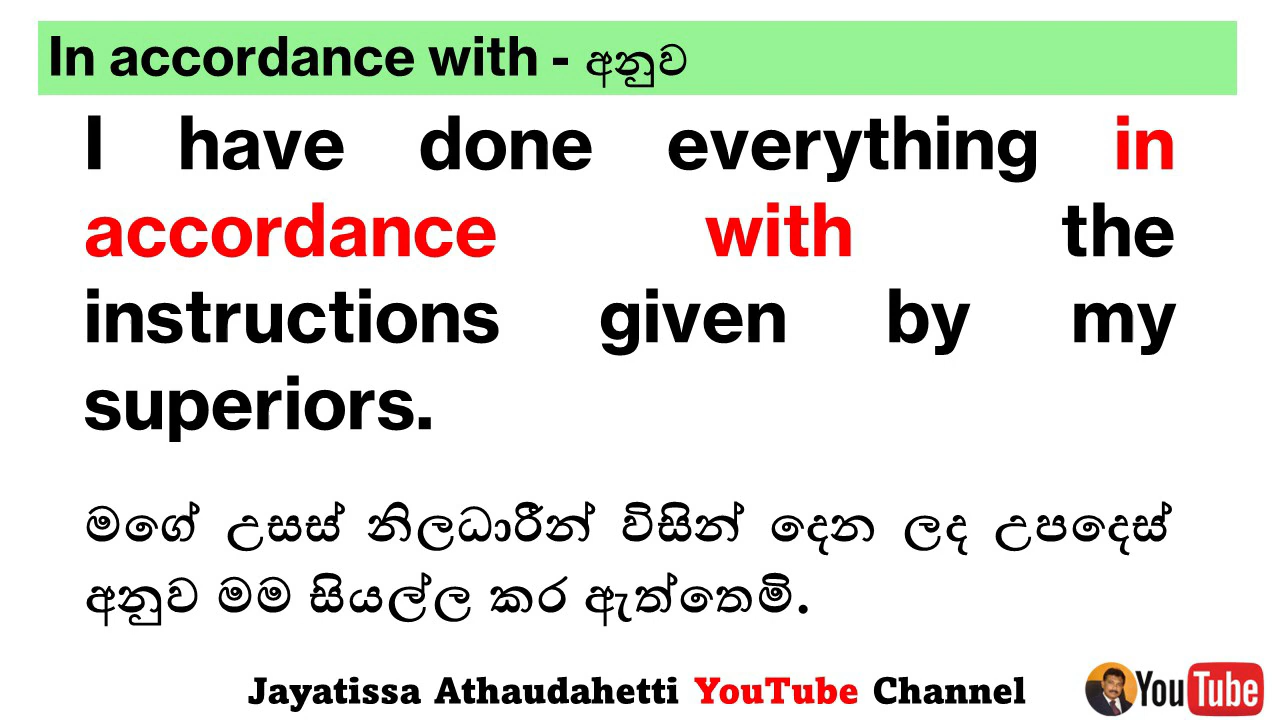 In accordance with - අනුව
I have done everything in
accordance with the
instructions given by my
superiors.
මගේ උසස් නිලධාරීන් විසින් දෙන ලද උපදෙස්
අනුව මම සියල්ල කර ඇත්තෙමි.
Jayatissa Athaudahetti YouTube Channel
YouTube